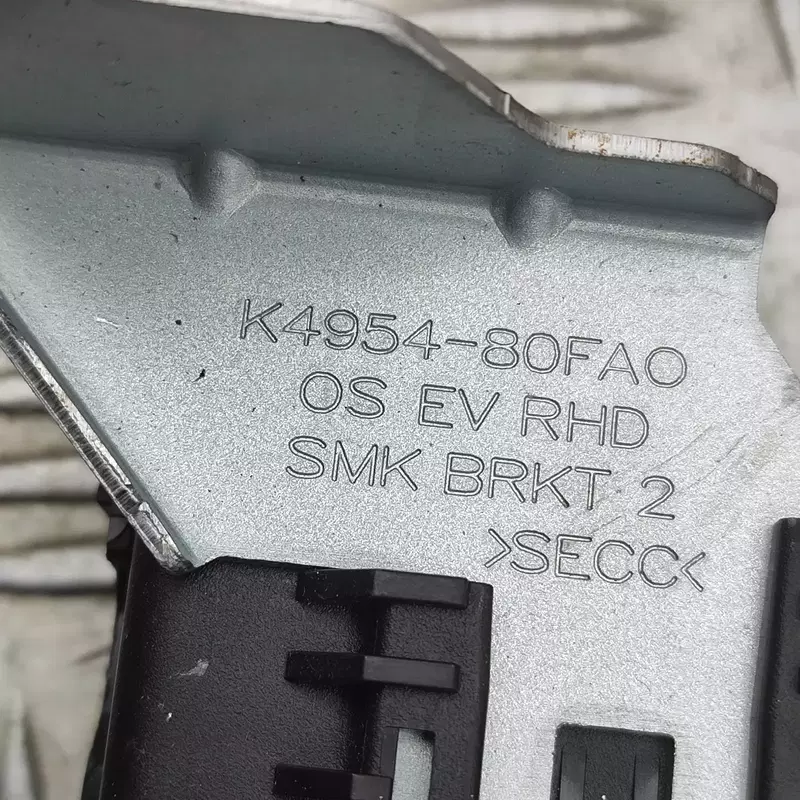 K4954-80FA0
OS EV RHD
SMK BRKT 2
>SECC<